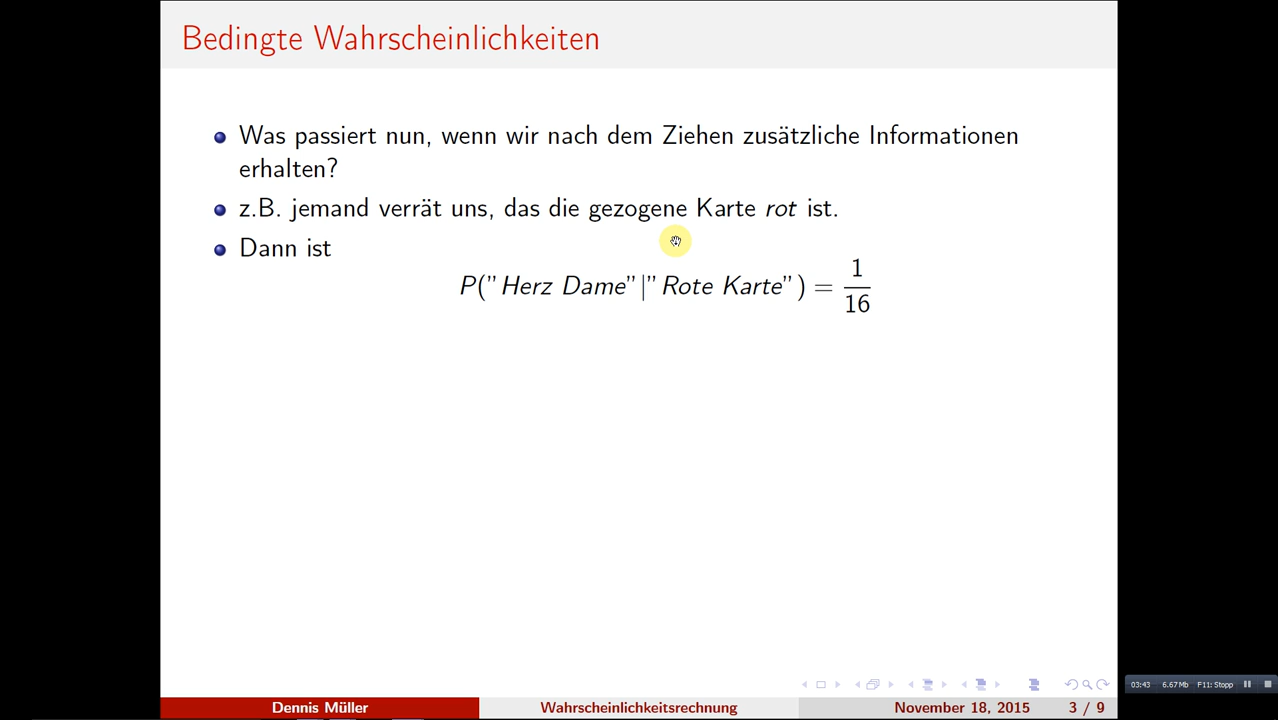 Bedingte Wahrscheinlichkeiten
Was passiert nun, wenn wir nach dem Ziehen zusätzliche Informationen
erhalten?
z.B. jemand verrät uns, das die gezogene Karte rot ist.
Dann ist
P("Herz Dame"|"Rote Karte") = 1/16
Dennis Müller Wahrscheinlichkeitsrechnung November 18, 2015 3 / 9
03:43 6.67 Mb F11: Stopp